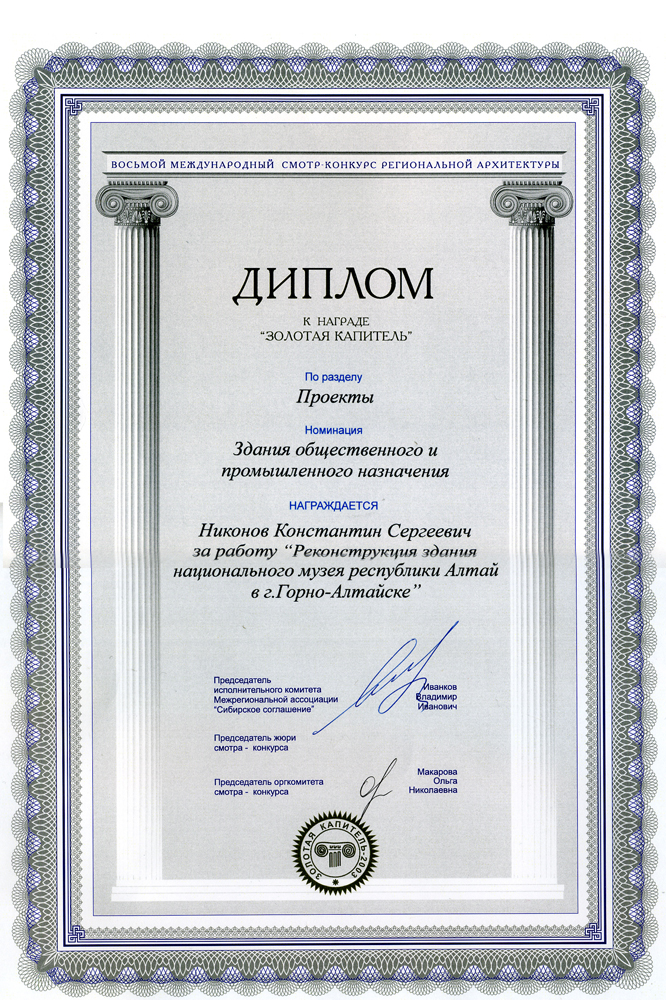 ВОСЬМОЙ МЕЖДУНАРОДНЫЙ СМОТР-КОНКУРС РЕГИОНАЛЬНОЙ АРХИТЕКТУРЫ
ДИПЛОМ
К НАГРАДЕ
“ЗОЛОТАЯ КАПИТЕЛЬ”
По разделу
Проекты
Номинация
Здания общественного и
промышленного назначения
НАГРАЖДАЕТСЯ
Никонов Константин Сергеевич
за работу “Реконструкция здания
национального музея республики Алтай
в г.Горно-Алтайске”
Председатель
исполнительного комитета
Межрегиональной ассоциации
“Сибирское соглашение”
Иванков
Владимир
Иванович
Председатель жюри
смотра - конкурса
Председатель оргкомитета
смотра - конкурса
Макарова
Ольга
Николаевна
ЗОЛОТАЯ КАПИТЕЛЬ-2003